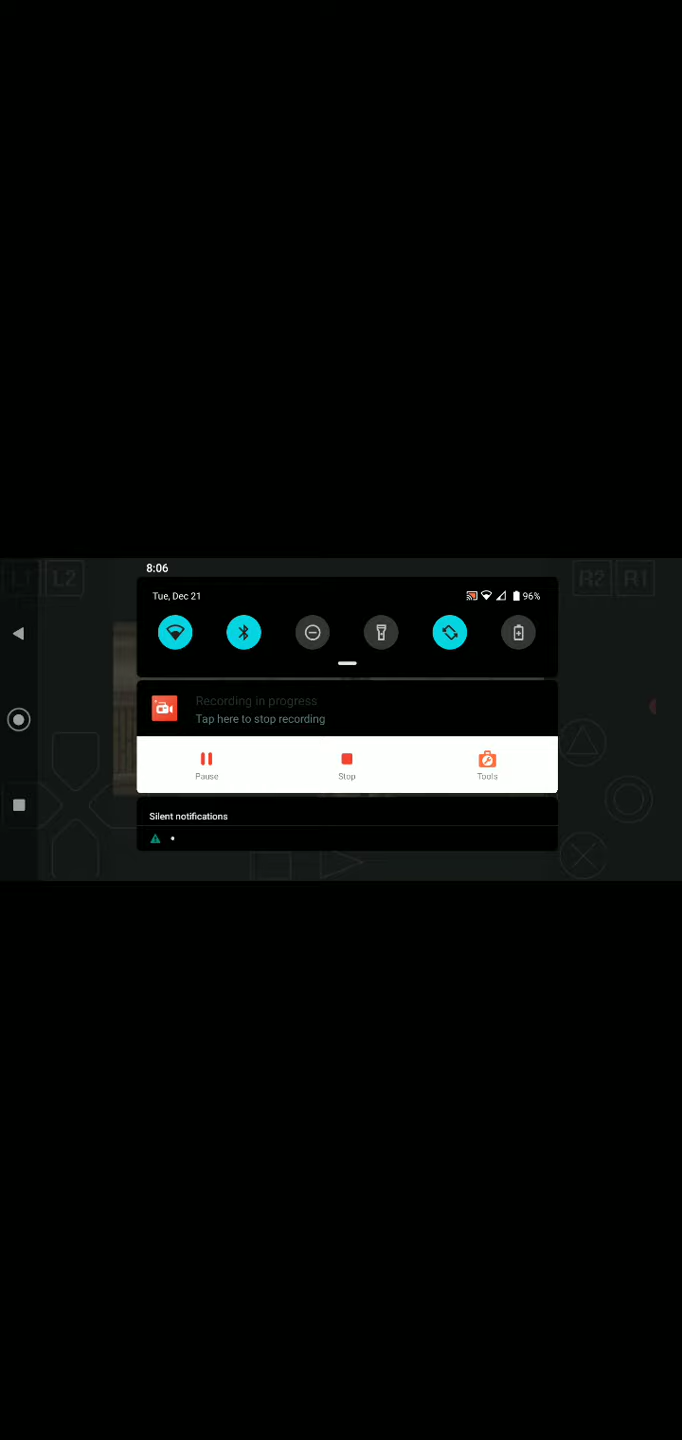 8:06
L1 L2
R2 R1
Tue, Dec 21
96%
Recording in progress
Tap here to stop recording
Pause
Stop
Tools
Silent notifications